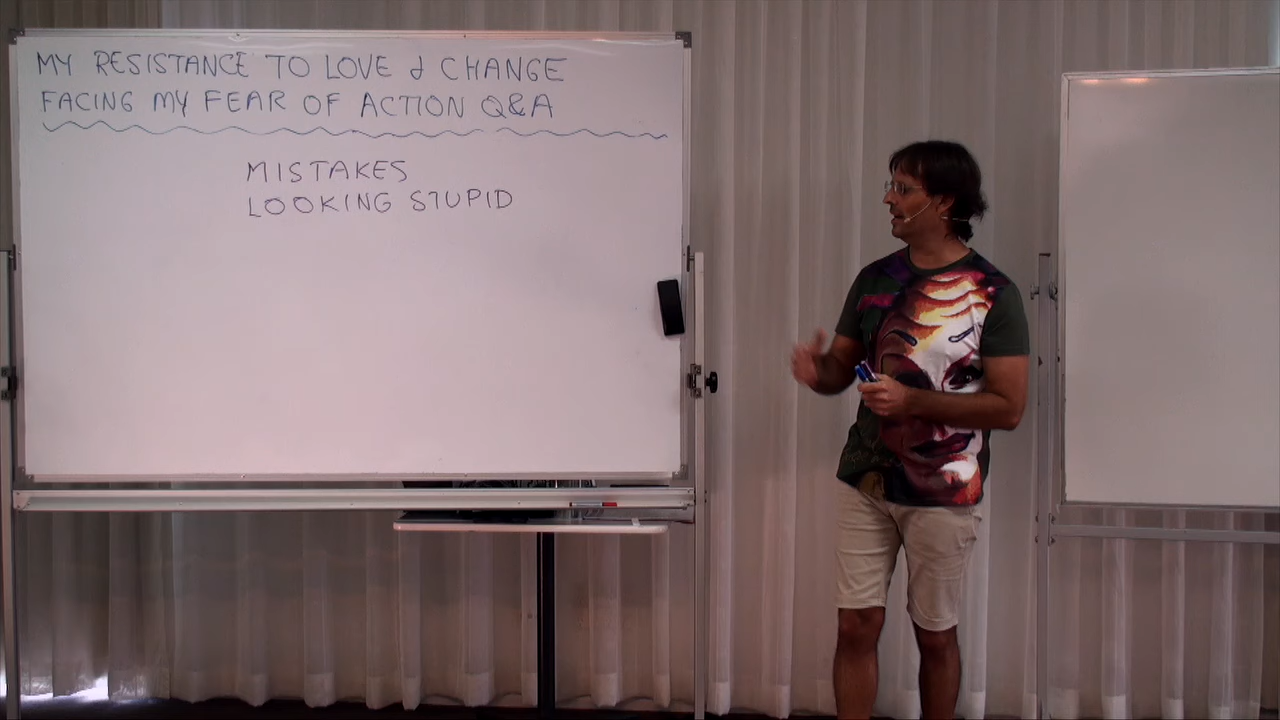 MY RESISTANCE TO LOVE & CHANGE
FACING MY FEAR OF ACTION Q&A
MISTAKES
LOOKING STUPID